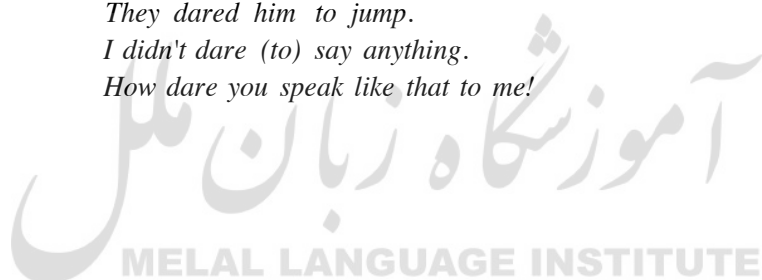 They dared him to jump.
I didn't dare (to) say anything.
How dare you speak like that to me!
آموزشگاه زبان ملل
MELAL LANGUAGE INSTITUTE